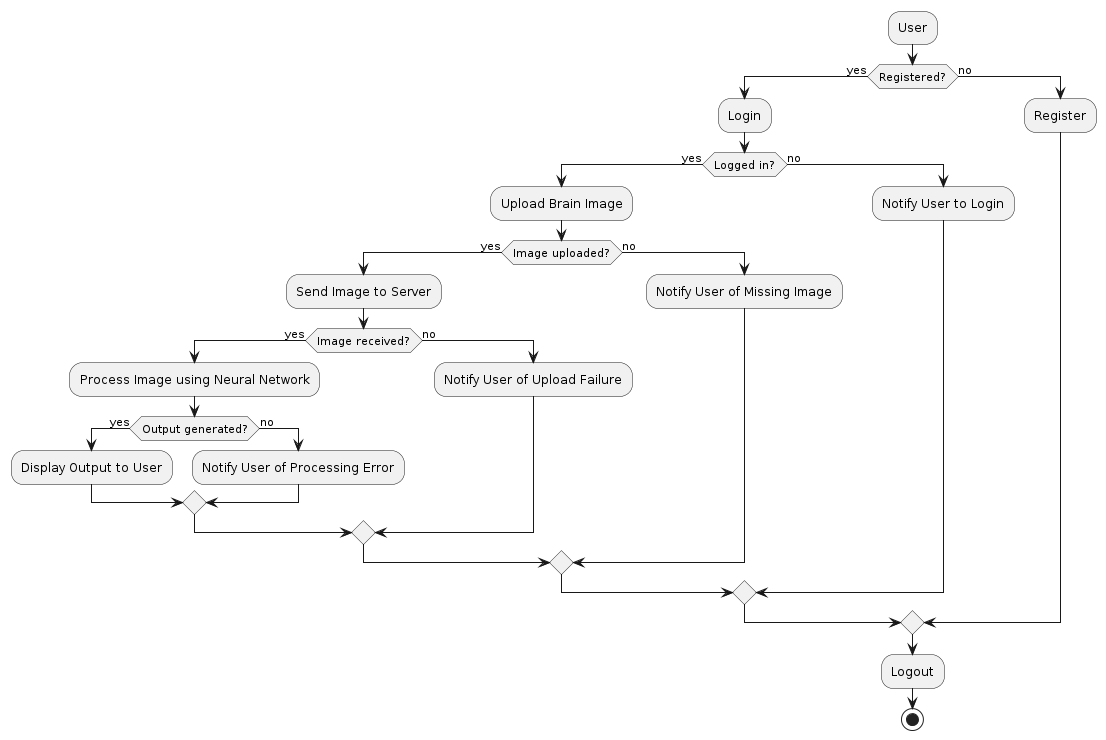 User
yes
Registered?
no
Login
Register
yes
Logged in?
no
Upload Brain Image
Notify User to Login
yes
Image uploaded?
no
Send Image to Server
Notify User of Missing Image
yes
Image received?
no
Process Image using Neural Network
Notify User of Upload Failure
yes
Output generated?
no
Display Output to User
Notify User of Processing Error
Logout